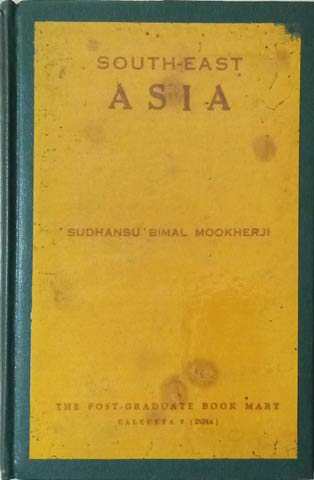 SOUTH-EAST
ASIA
SUDHANSU BIMAL MOOKHERJI
THE POST-GRADUATE BOOK MART
CALCUTTA 9 (INDIA)